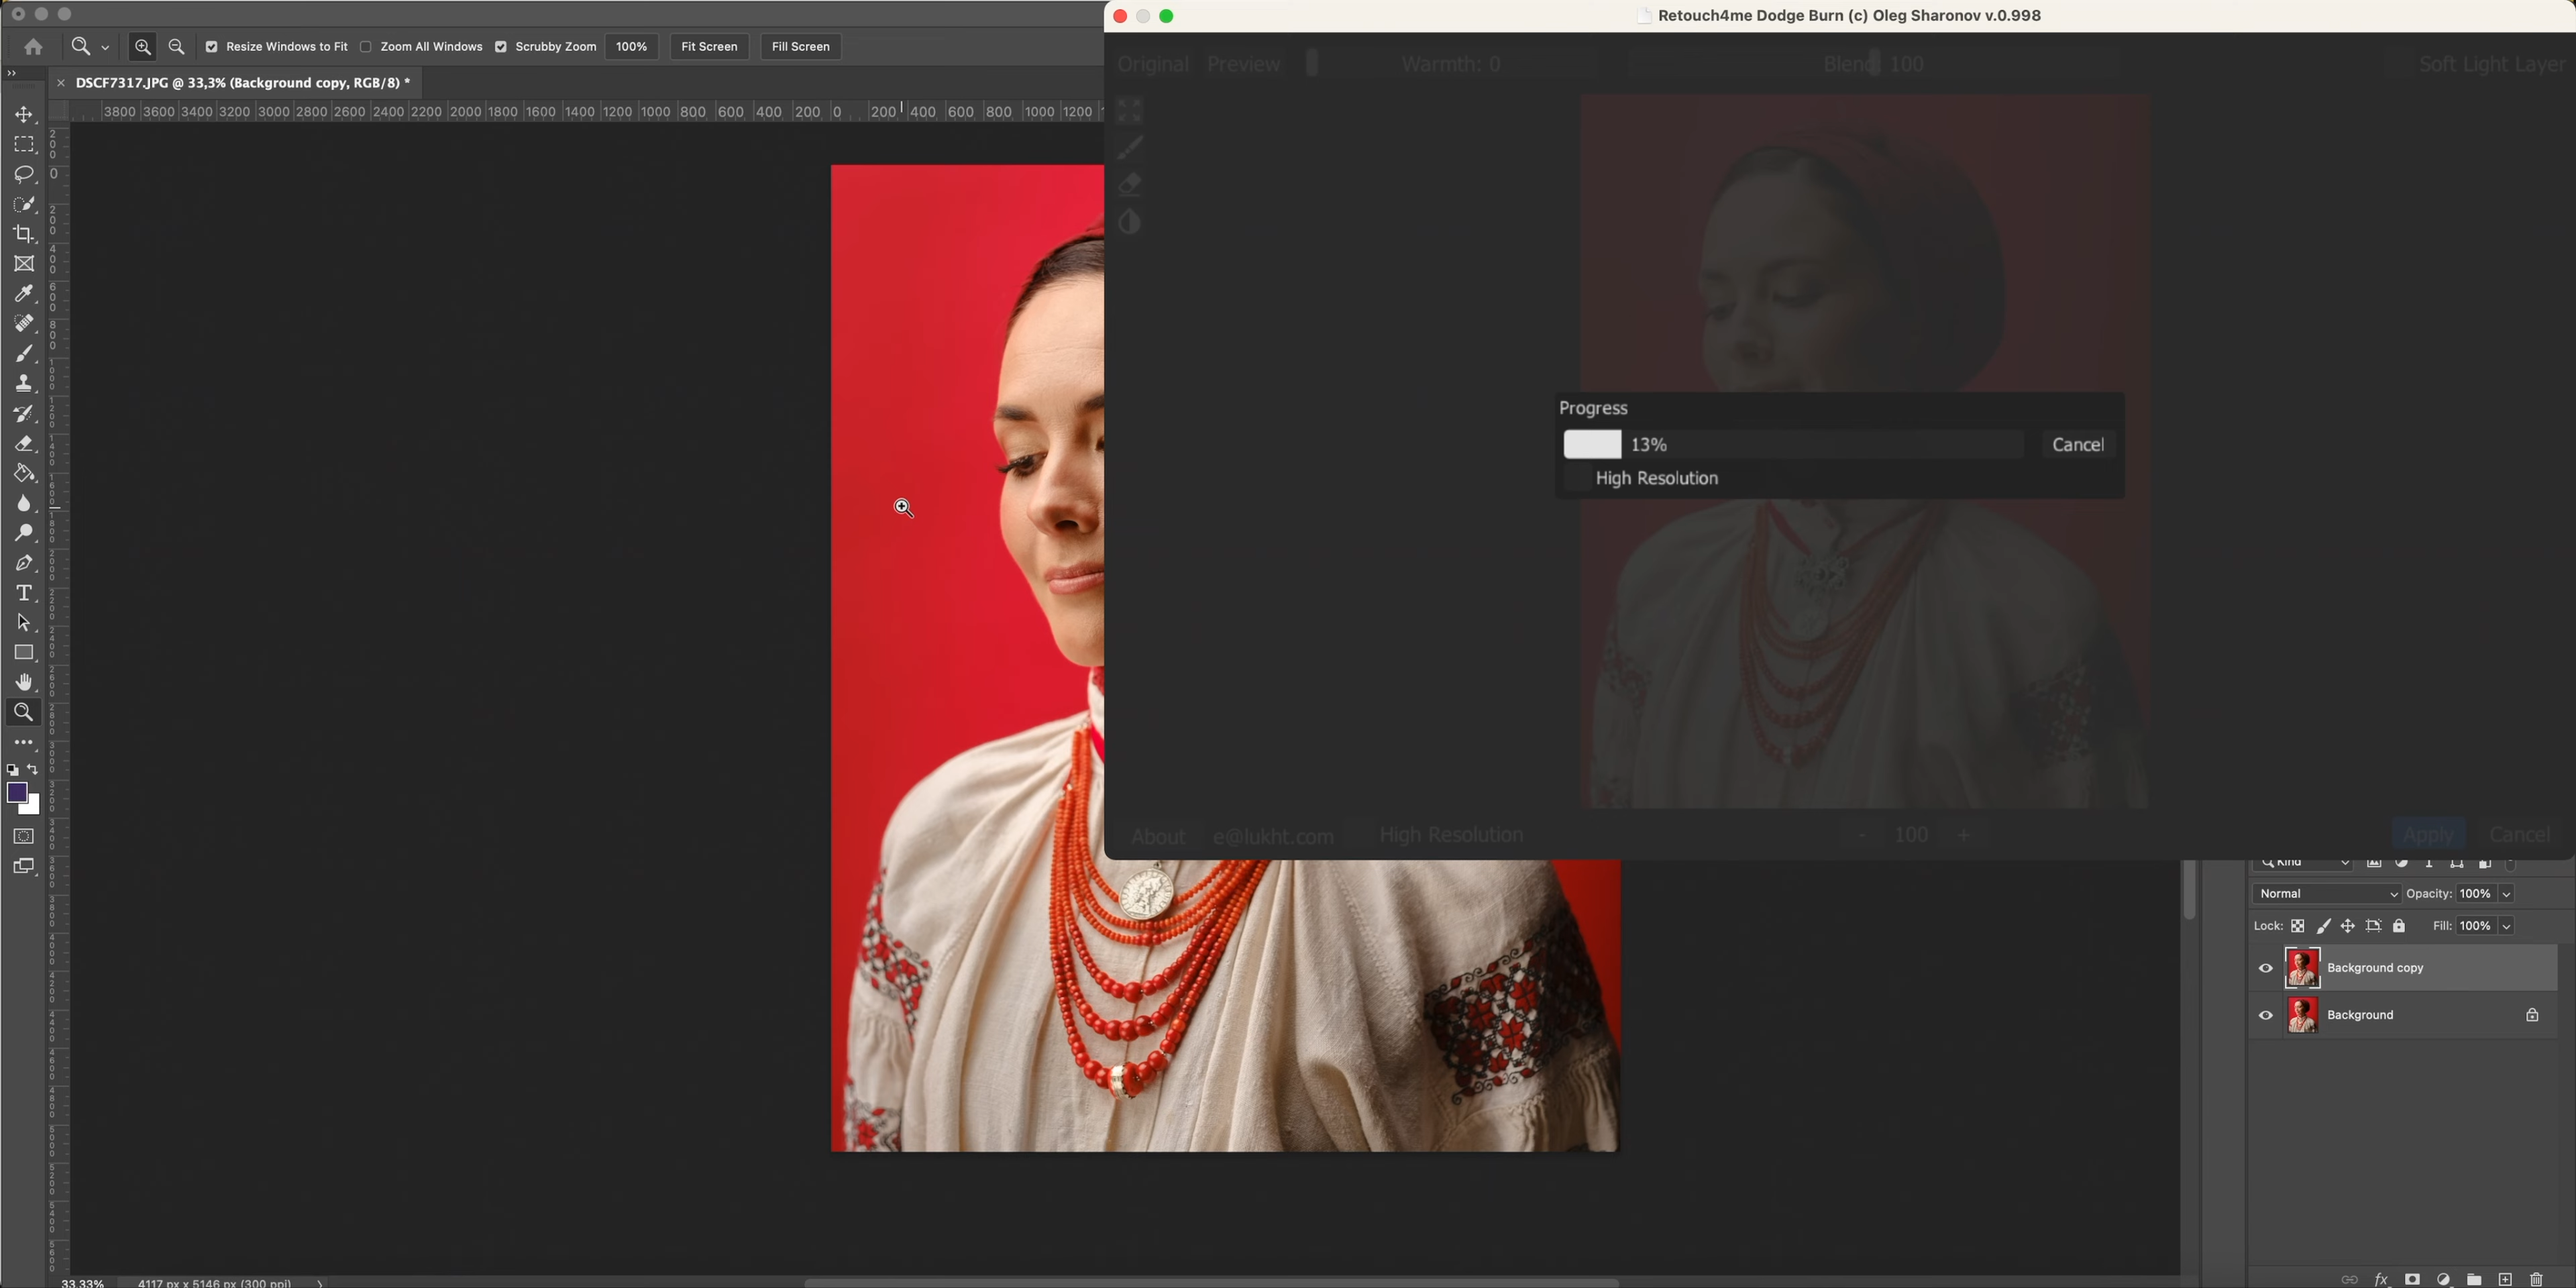 Retouch4me Dodge Burn (c) Oleg Sharonov v.0.998
Resize Windows to Fit
Zoom All Windows
Scrubby Zoom
100%
Fit Screen
Fill Screen
Original
Preview
Warmth: 0
Blend 100
Soft Light Layer
DSCF7317.JPG @ 33,3% (Background copy, RGB/8) *
3800 3600 3400 3200 3000 2800 2600 2400 2200 2000 1800 1600 1400 1200 1000 800 600 400 200 0 200 400 600 800 1000 1200
Progress
13%
Cancel
High Resolution
About
e@lukht.com
High Resolution
- 100 +
Apply
Cancel
Kind
Normal
Opacity: 100%
Lock:
Fill: 100%
Background copy
Background
fx
33.33%
4117 px x 5146 px (300 ppi)